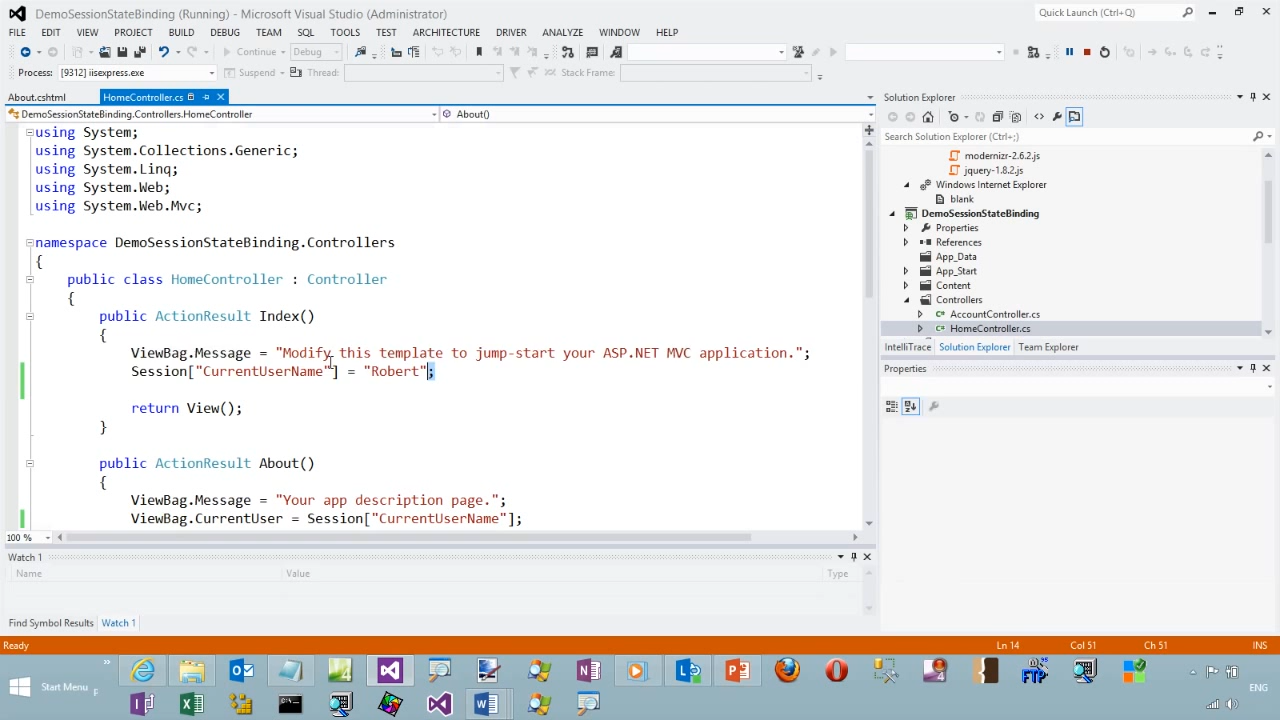 DemoSessionStateBinding (Running) - Microsoft Visual Studio (Administrator)
Quick Launch (Ctrl+Q)
FILE EDIT VIEW PROJECT BUILD DEBUG TEAM SQL TOOLS TEST ARCHITECTURE DRIVER ANALYZE WINDOW HELP
Continue Debug
Process: [9312] iisexpress.exe Suspend Thread: Stack Frame:
About.cshtml HomeController.cs
DemoSessionStateBinding.Controllers.HomeController About()
using System;
using System.Collections.Generic;
using System.Linq;
using System.Web;
using System.Web.Mvc;
namespace DemoSessionStateBinding.Controllers
{
public class HomeController : Controller
{
public ActionResult Index()
{
ViewBag.Message = "Modify this template to jump-start your ASP.NET MVC application.";
Session["CurrentUserName"] = "Robert";
return View();
}
public ActionResult About()
{
ViewBag.Message = "Your app description page.";
ViewBag.CurrentUser = Session["CurrentUserName"];
100 %
Solution Explorer
Search Solution Explorer (Ctrl+;)
modernizr-2.6.2.js
jquery-1.8.2.js
Windows Internet Explorer
blank
DemoSessionStateBinding
Properties
References
App_Data
App_Start
Content
Controllers
AccountController.cs
HomeController.cs
IntelliTrace Solution Explorer Team Explorer
Properties
Watch 1
Name Value Type
Find Symbol Results Watch 1
Ready Ln 14 Col 51 Ch 51 INS
Start Menu
FTP
ENG